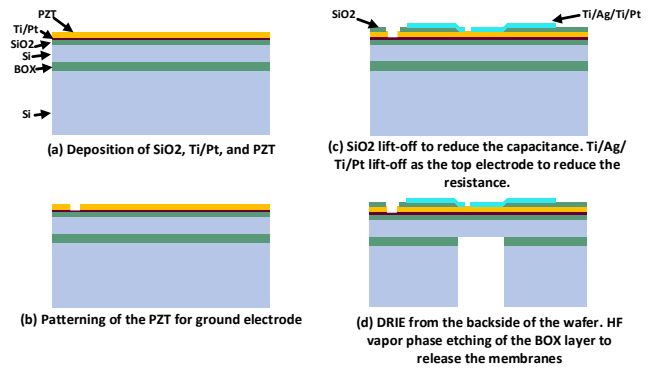 PZT
Ti/Pt
SiO2
Si
BOX
Si
(a) Deposition of SiO2, Ti/Pt, and PZT
(b) Patterning of the PZT for ground electrode
SiO2
Ti/Ag/Ti/Pt
(c) SiO2 lift-off to reduce the capacitance. Ti/Ag/
Ti/Pt lift-off as the top electrode to reduce the
resistance.
(d) DRIE from the backside of the wafer. HF
vapor phase etching of the BOX layer to
release the membranes